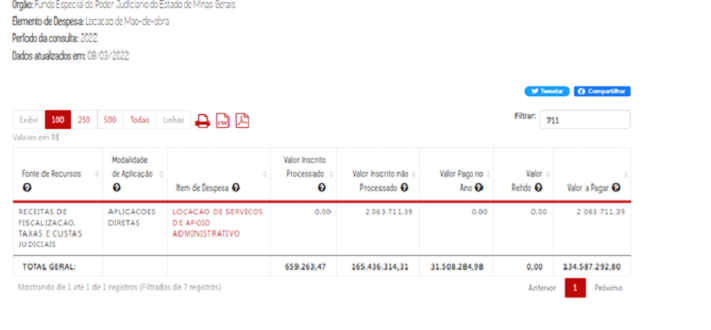 Órgão: Fundo Especial do Poder Judiciario do Estado de Minas Gerais
Elemento de Despesa: Locacao de Mao-de-obra
Período da consulta: 2022
Dados atualizados em: 08/03/2022
Tweetar Compartilhar
Exibir 100 250 500 Todas Linhas CSV Filtrar: 711
Valores em R$
Fonte de Recursos
Modalidade de Aplicação
Item de Despesa
Valor Inscrito Processado
Valor Inscrito não Processado
Valor Pago no Ano
Valor Retido
Valor a Pagar
RECEITAS DE FISCALIZACAO, TAXAS E CUSTAS JUDICIAIS
APLICACOES DIRETAS
LOCACAO DE SERVICOS DE APOIO ADMINISTRATIVO
0,00 2.063.711,39 0,00 0,00 2.063.711,39
TOTAL GERAL: 659.263,47 165.436.314,31 31.508.284,98 0,00 134.587.292,80
Mostrando de 1 até 1 de 1 registros (Filtrados de 7 registros)
Anterior 1 Próximo